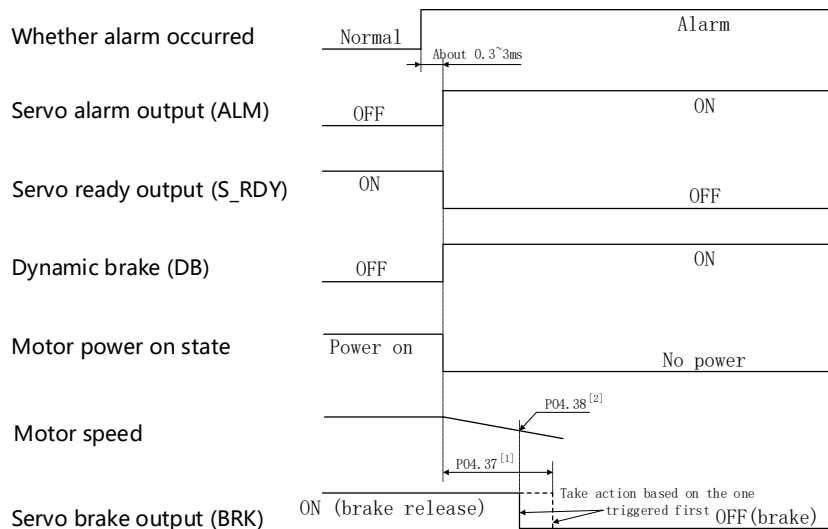 Whether alarm occurred
Normal
Alarm
About 0.3~3ms
Servo alarm output (ALM)
OFF
ON
Servo ready output (S_RDY)
ON
OFF
Dynamic brake (DB)
OFF
ON
Motor power on state
Power on
No power
Motor speed
P04.38[2]
P04.37[1]
Servo brake output (BRK)
ON (brake release)
Take action based on the one
triggered first
OFF(brake)